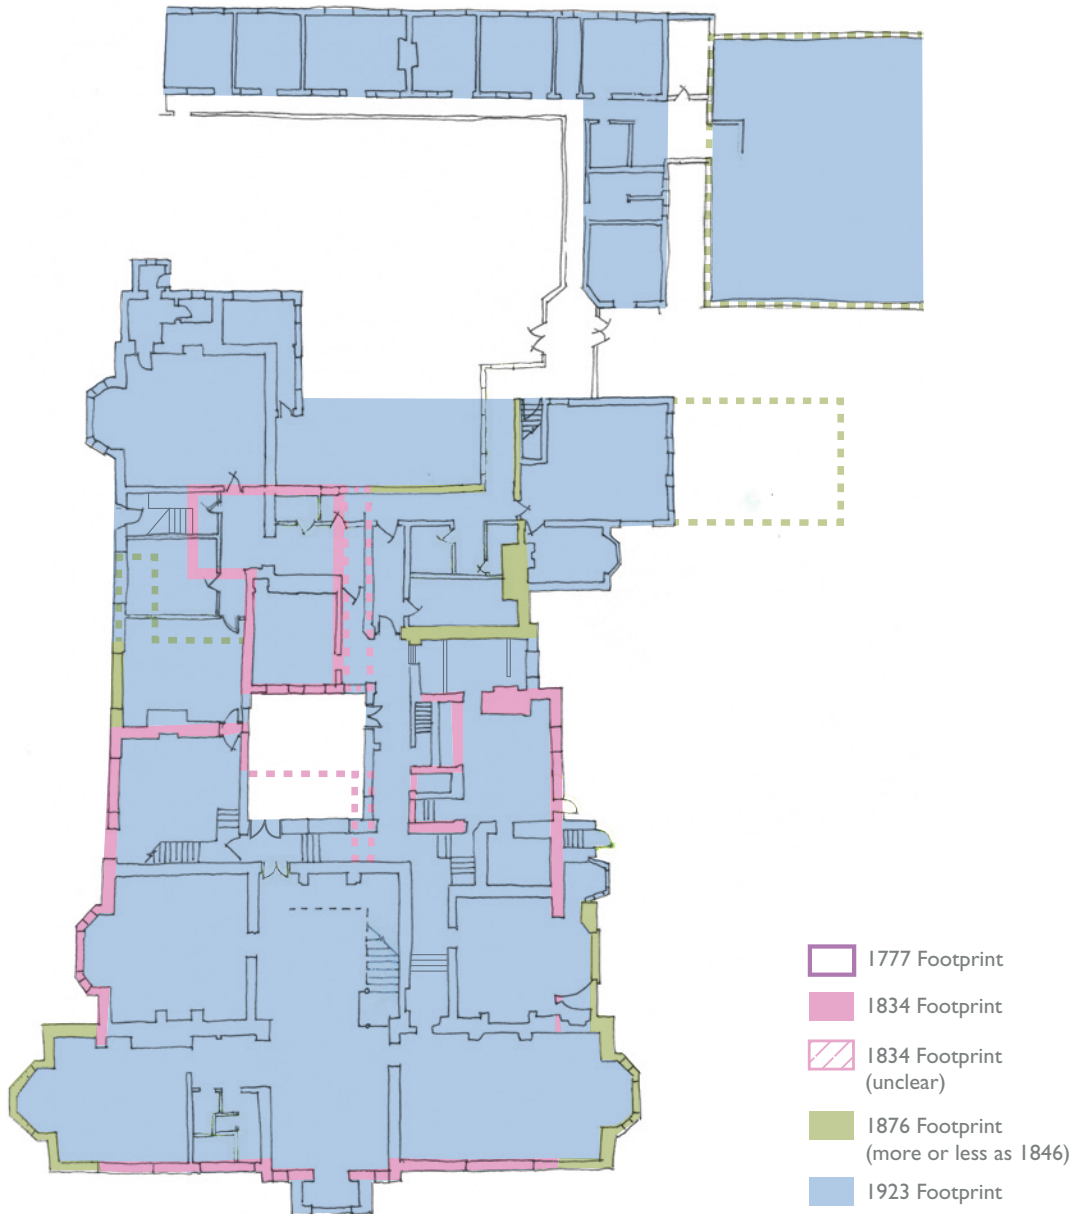 1777 Footprint
1834 Footprint
1834 Footprint
(unclear)
1876 Footprint
(more or less as 1846)
1923 Footprint